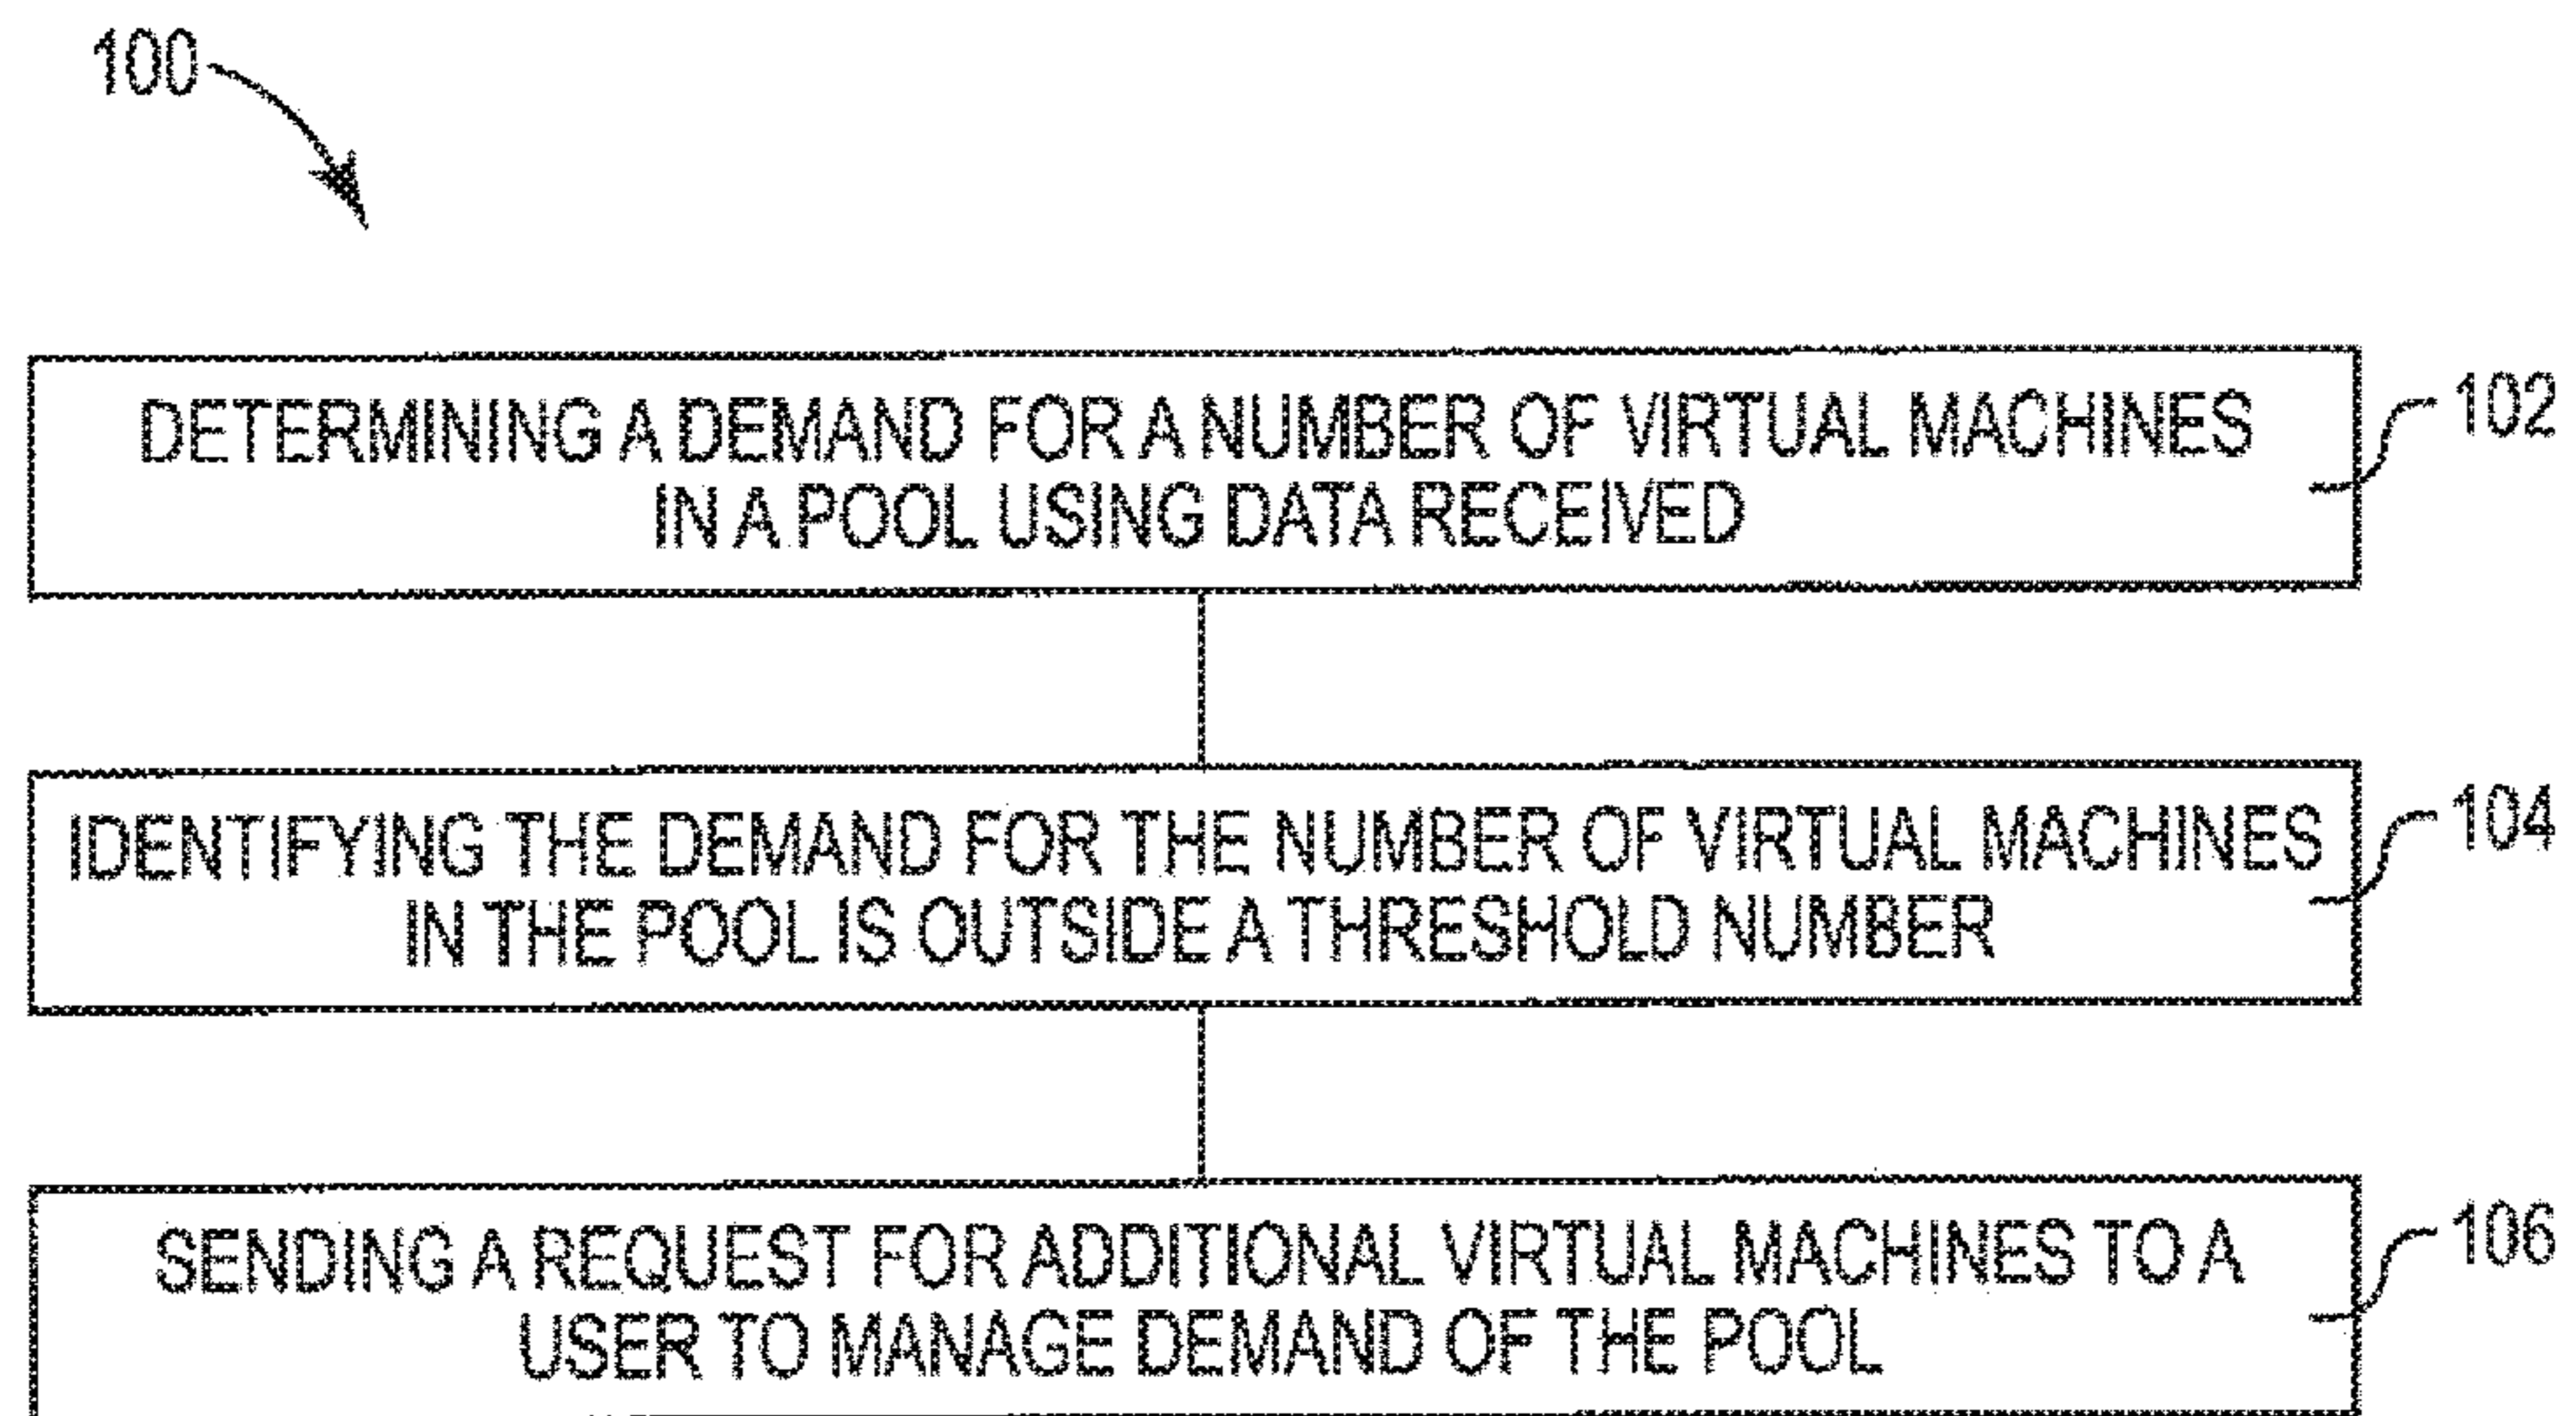 100
DETERMINING A DEMAND FOR A NUMBER OF VIRTUAL MACHINES
IN A POOL USING DATA RECEIVED
102
IDENTIFYING THE DEMAND FOR THE NUMBER OF VIRTUAL MACHINES
IN THE POOL IS OUTSIDE A THRESHOLD NUMBER
104
SENDING A REQUEST FOR ADDITIONAL VIRTUAL MACHINES TO A
USER TO MANAGE DEMAND OF THE POOL
106